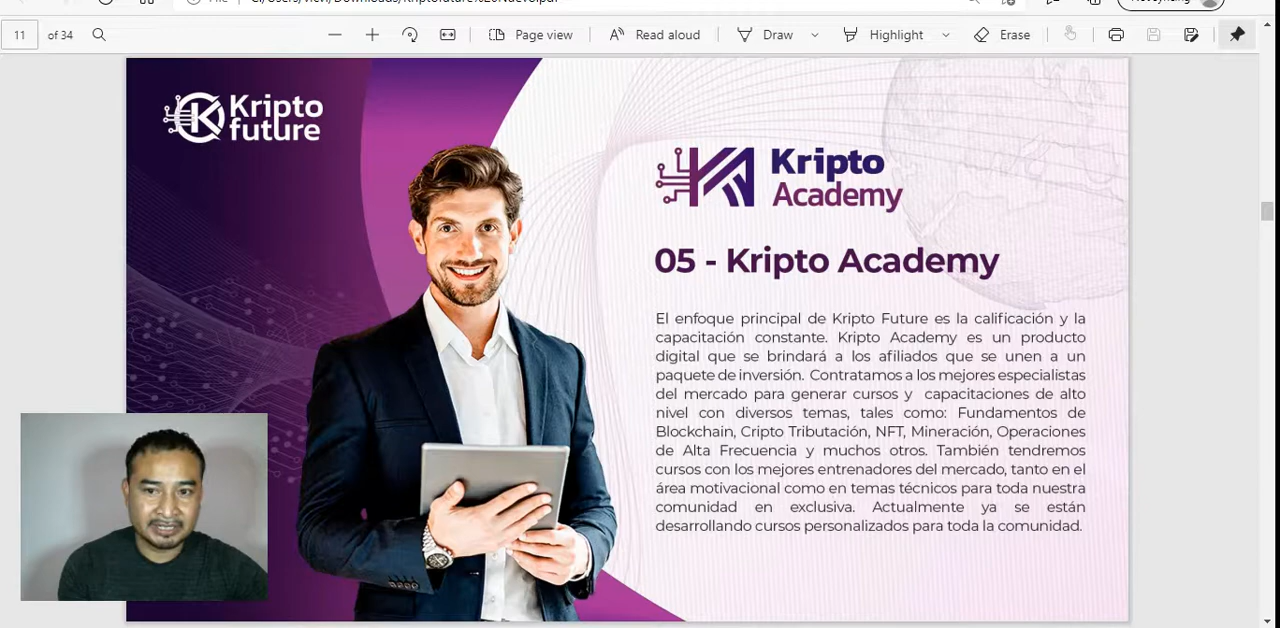 11 of 34
Page view
Read aloud
Draw
Highlight
Erase
Kripto
future
Kripto
Academy
05 - Kripto Academy
El enfoque principal de Kripto Future es la calificación y la
capacitación constante. Kripto Academy es un producto
digital que se brindará a los afiliados que se unen a un
paquete de inversión. Contratamos a los mejores especialistas
del mercado para generar cursos y capacitaciones de alto
nivel con diversos temas, tales como: Fundamentos de
Blockchain, Cripto Tributación, NFT, Mineración, Operaciones
de Alta Frecuencia y muchos otros. También tendremos
cursos con los mejores entrenadores del mercado, tanto en el
área motivacional como en temas técnicos para toda nuestra
comunidad en exclusiva. Actualmente ya se están
desarrollando cursos personalizados para toda la comunidad.